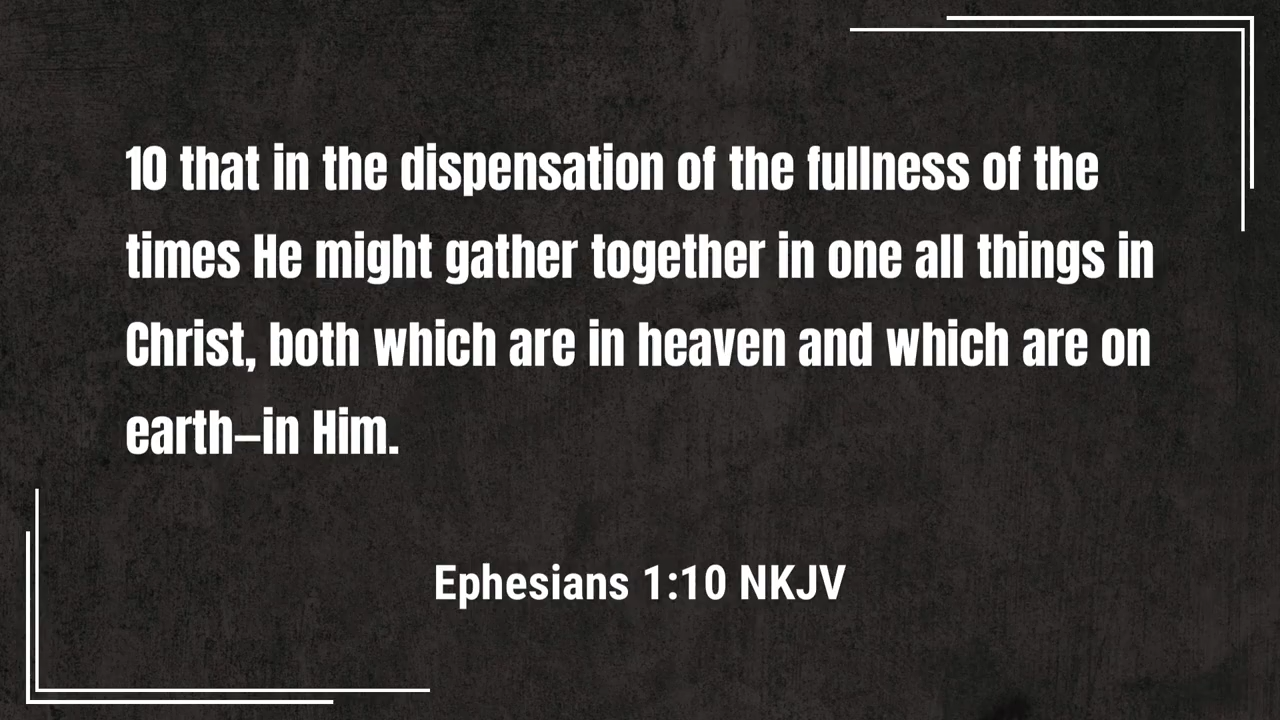 10 that in the dispensation of the fullness of the
times He might gather together in one all things in
Christ, both which are in heaven and which are on
earth—in Him.
Ephesians 1:10 NKJV